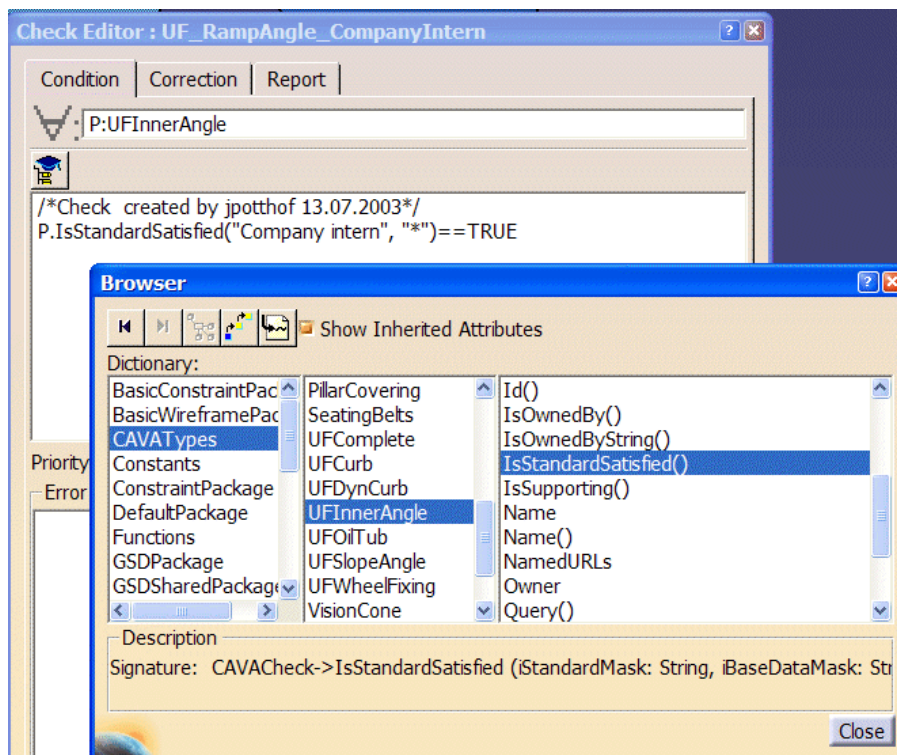 Check Editor : UF_RampAngle_CompanyIntern
Condition
Correction
Report
P:UFInnerAngle
/*Check created by jpotthof 13.07.2003*/
P.IsStandardSatisfied("Company intern", "*")==TRUE
Priority
Error
Browser
Show Inherited Attributes
Dictionary:
BasicConstraintPac
BasicWireframePac
CAVATypes
Constants
ConstraintPackage
DefaultPackage
Functions
GSDPackage
GSDSharedPackage
PillarCovering
SeatingBelts
UFComplete
UFCurb
UFDynCurb
UFInnerAngle
UFOilTub
UFSlopeAngle
UFWheelFixing
VisionCone
Id()
IsOwnedBy()
IsOwnedByString()
IsStandardSatisfied()
IsSupporting()
Name
Name()
NamedURLs
Owner
Query()
Description
Signature: CAVACheck->IsStandardSatisfied (iStandardMask: String, iBaseDataMask: Str
Close